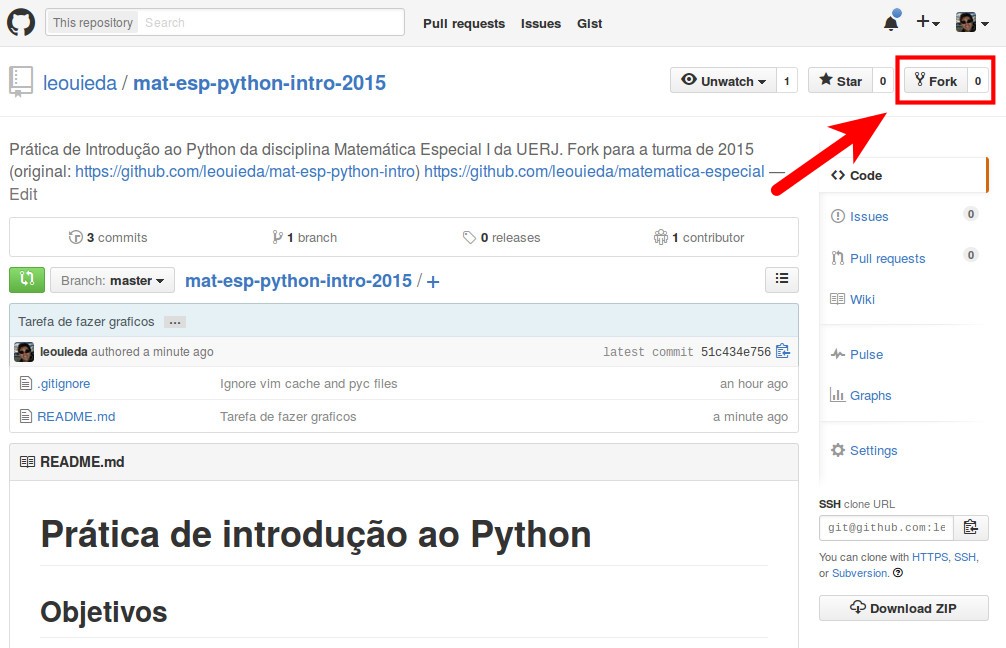 This repository Search Pull requests Issues Gist
leouieda / mat-esp-python-intro-2015
Unwatch 1 Star 0 Fork 0
Prática de Introdução ao Python da disciplina Matemática Especial I da UERJ. Fork para a turma de 2015
(original: https://github.com/leouieda/mat-esp-python-intro) https://github.com/leouieda/matematica-especial —
Edit
3 commits 1 branch 0 releases 1 contributor
Branch: master mat-esp-python-intro-2015 / +
Tarefa de fazer graficos ...
leouieda authored a minute ago latest commit 51c434e756
.gitignore Ignore vim cache and pyc files an hour ago
README.md Tarefa de fazer graficos a minute ago
README.md
Prática de introdução ao Python
Objetivos
Code
Issues 0
Pull requests 0
Wiki
Pulse
Graphs
Settings
SSH clone URL
git@github.com:le
You can clone with HTTPS, SSH,
or Subversion.
Download ZIP